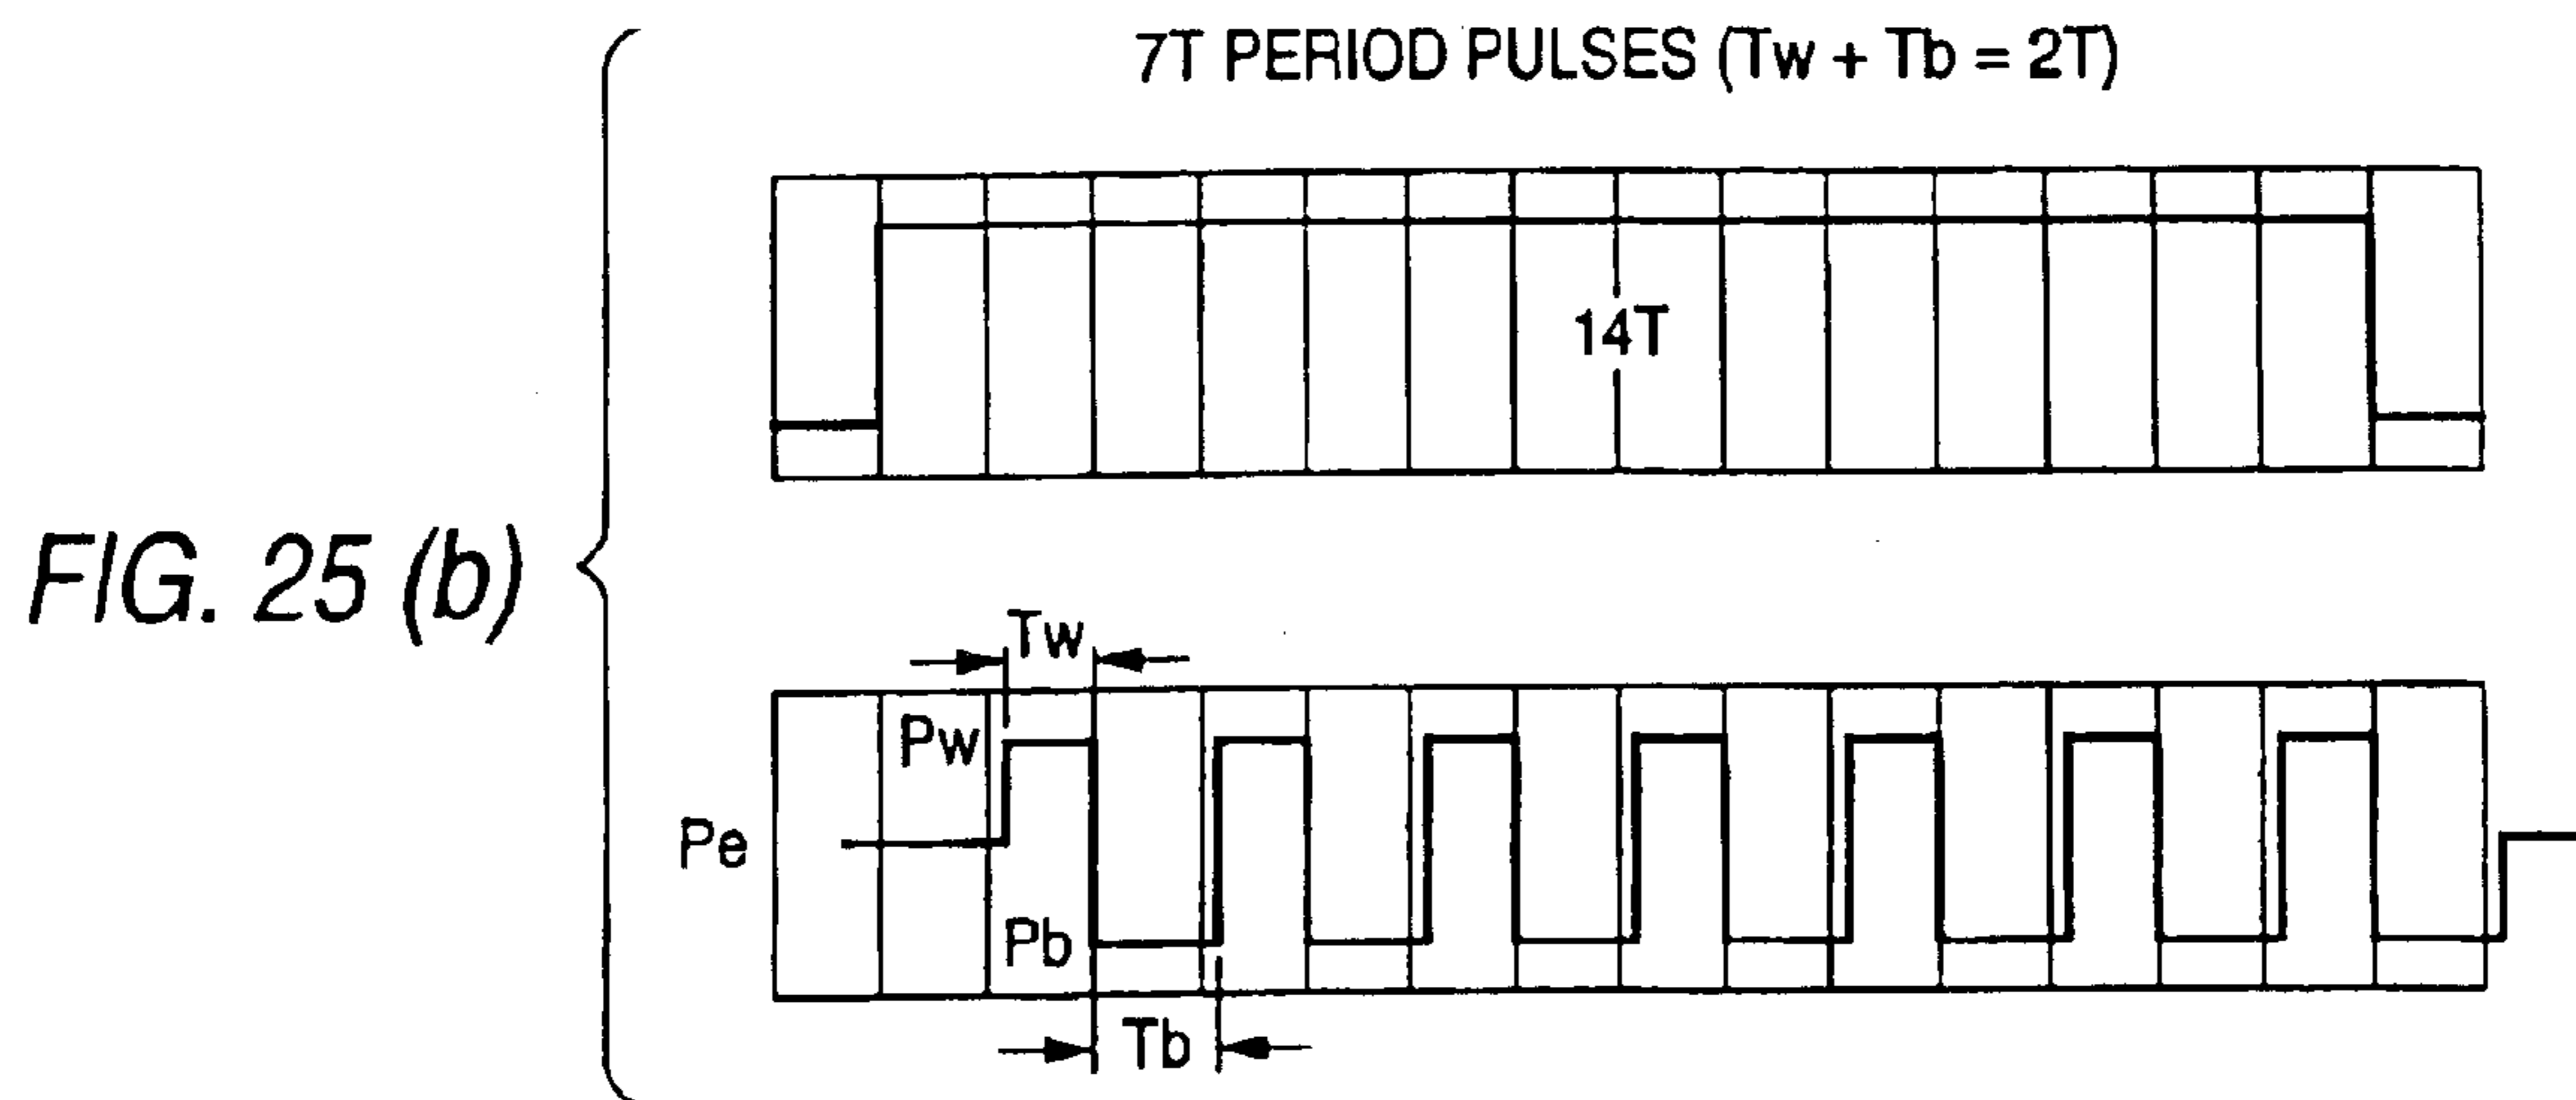 7T PERIOD PULSES (Tw + Tb = 2T)
14T
FIG. 25 (b)
Tw
Pw
Pe
Pb
Tb